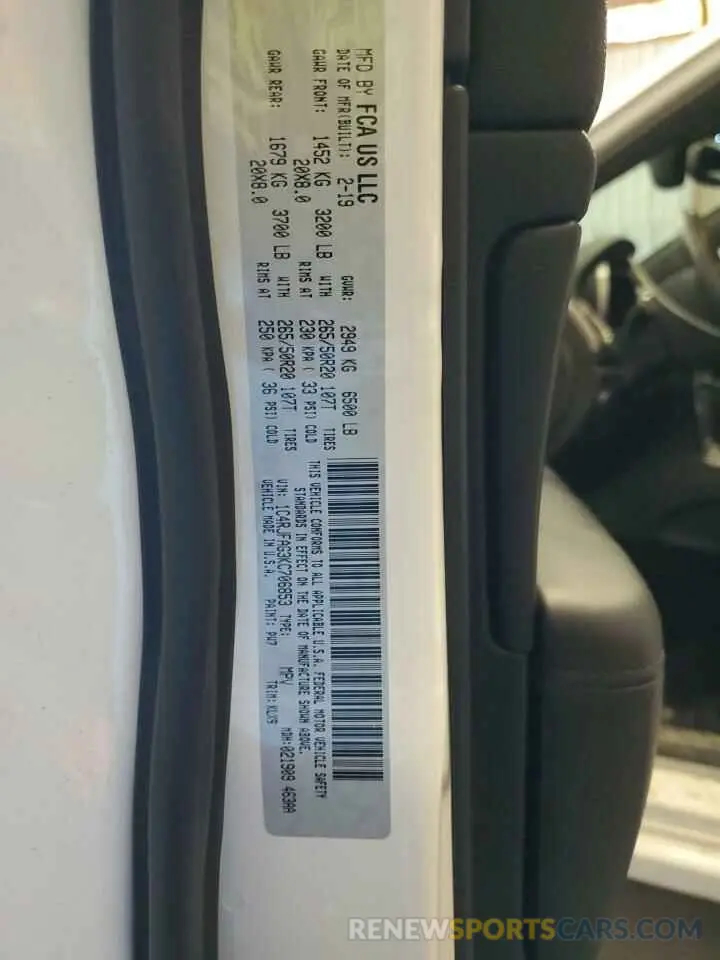 MFD BY FCA US LLC
DATE OF MFR(BUILT): 2-19 GVWR: 2949 KG 6500 LB
GAWR FRONT: 1452 KG 3200 LB WITH 265/50R20 107T TIRES
20X8.0 RIMS AT 230 KPA ( 33 PSI) COLD
GAWR REAR: 1679 KG 3700 LB WITH 265/50R20 107T TIRES
20X8.0 RIMS AT 250 KPA ( 36 PSI) COLD
THIS VEHICLE CONFORMS TO ALL APPLICABLE U.S.A. FEDERAL MOTOR VEHICLE SAFETY
STANDARDS IN EFFECT ON THE DATE OF MANUFACTURE SHOWN ABOVE.
VIN: 1C4RJFAG3KC706853 TYPE: MPV MDH:021909 463AA
VEHICLE MADE IN U.S.A. PAINT: PW7 TRIM: KLX9
RENEWSPORTSCARS.COM